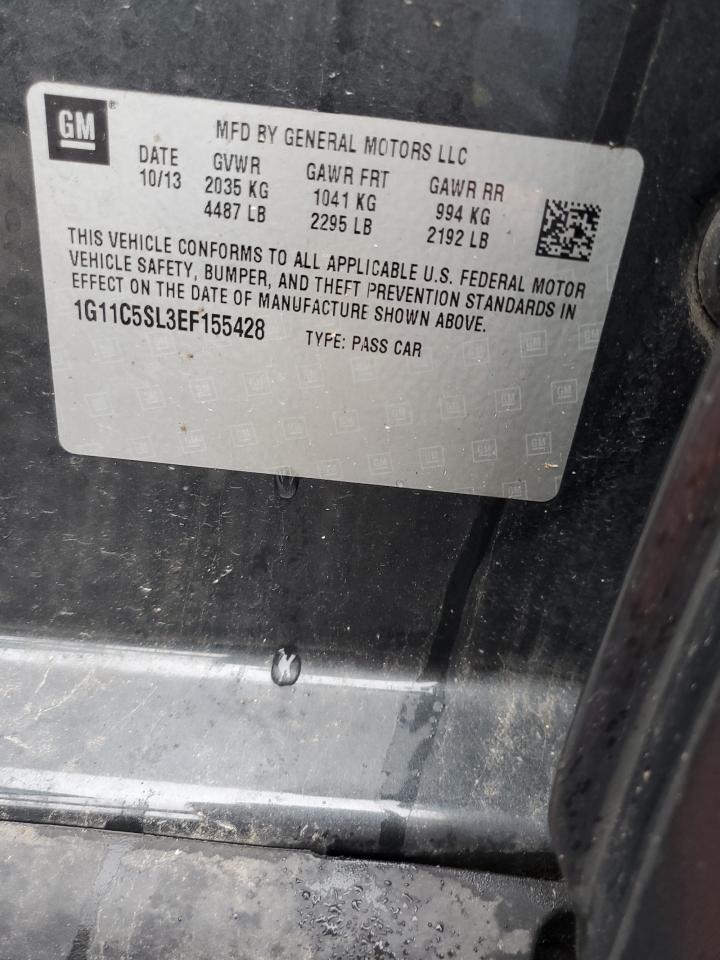 GM ®
MFD BY GENERAL MOTORS LLC
DATE GVWR GAWR FRT GAWR RR
10/13 2035 KG 1041 KG 994 KG
4487 LB 2295 LB 2192 LB
THIS VEHICLE CONFORMS TO ALL APPLICABLE U.S. FEDERAL MOTOR
VEHICLE SAFETY, BUMPER, AND THEFT PREVENTION STANDARDS IN
EFFECT ON THE DATE OF MANUFACTURE SHOWN ABOVE.
1G11C5SL3EF155428 TYPE: PASS CAR